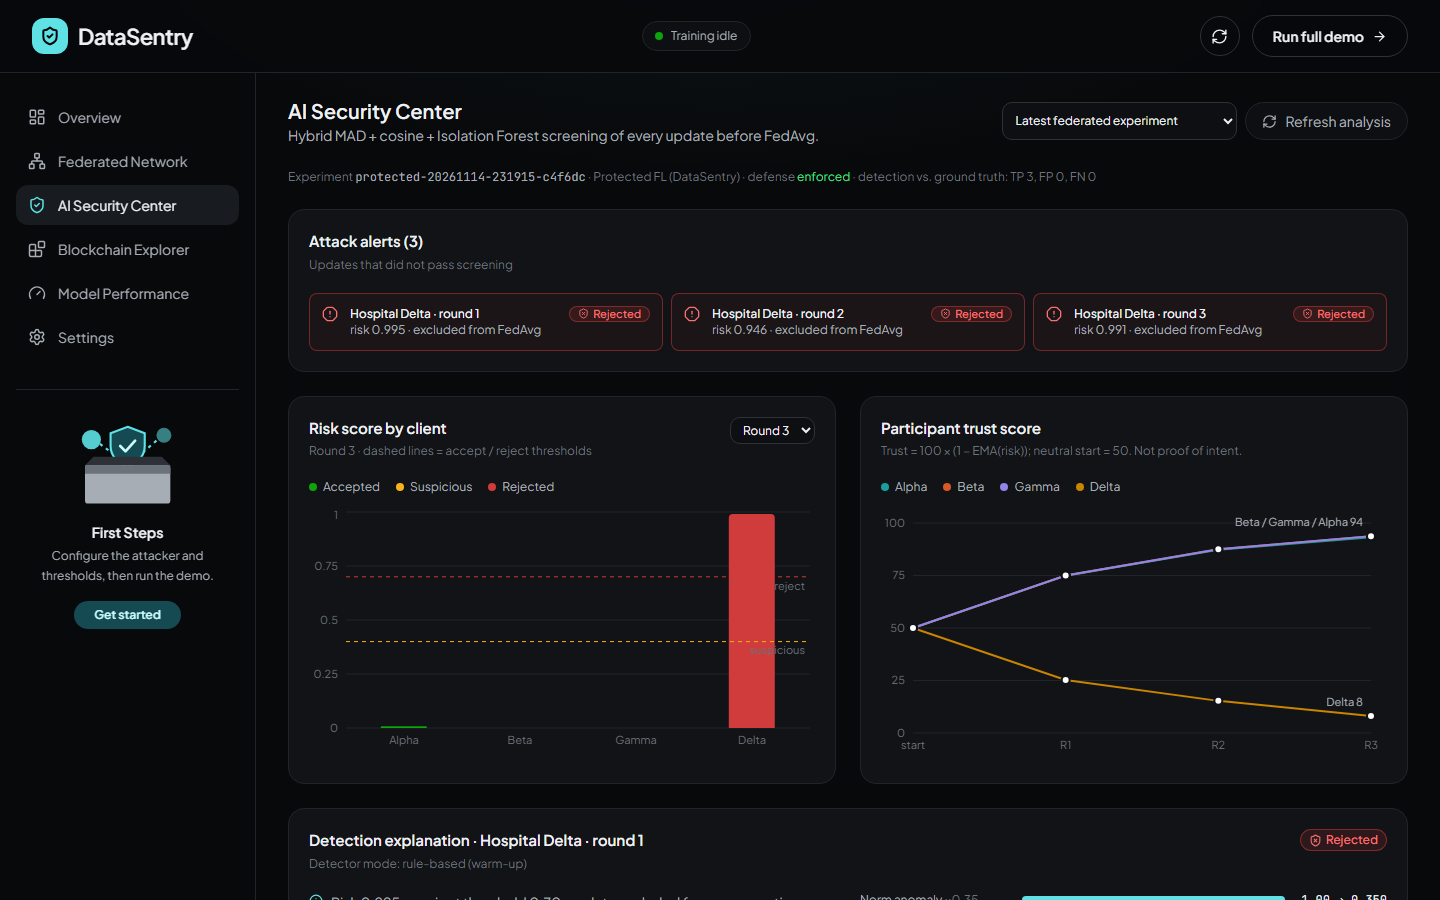 DataSentry
Training idle
Run full demo
Overview
Federated Network
AI Security Center
Blockchain Explorer
Model Performance
Settings
First Steps
Configure the attacker and
thresholds, then run the demo.
Get started
AI Security Center
Hybrid MAD + cosine + Isolation Forest screening of every update before FedAvg.
Latest federated experiment
Refresh analysis
Experiment protected-20261114-231915-c4f6dc · Protected FL (DataSentry) · defense enforced · detection vs. ground truth: TP 3, FP 0, FN 0
Attack alerts (3)
Updates that did not pass screening
Hospital Delta · round 1
Rejected
risk 0.995 · excluded from FedAvg
Hospital Delta · round 2
Rejected
risk 0.946 · excluded from FedAvg
Hospital Delta · round 3
Rejected
risk 0.991 · excluded from FedAvg
Risk score by client
Round 3
Round 3 · dashed lines = accept / reject thresholds
Accepted
Suspicious
Rejected
1
0.75
reject
0.5
suspicious
0.25
0
Alpha
Beta
Gamma
Delta
Participant trust score
Trust = 100 × (1 − EMA(risk)); neutral start = 50. Not proof of intent.
Alpha
Beta
Gamma
Delta
100
Beta / Gamma / Alpha 94
75
50
25
Delta 8
0
start
R1
R2
R3
Detection explanation · Hospital Delta · round 1
Rejected
Detector mode: rule-based (warm-up)